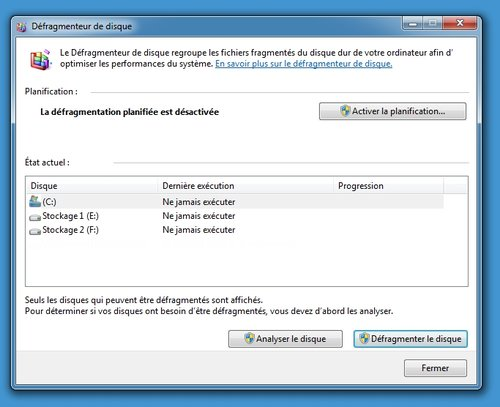 Défragmenteur de disque
Le Défragmenteur de disque regroupe les fichiers fragmentés du disque dur de votre ordinateur afin d'
optimiser les performances du système. En savoir plus sur le défragmenteur de disque.
Planification :
La défragmentation planifiée est désactivée
Activer la planification...
État actuel :
Disque Dernière exécution Progression
(C:) Ne jamais exécuter
Stockage 1 (E:) Ne jamais exécuter
Stockage 2 (F:) Ne jamais exécuter
Seuls les disques qui peuvent être défragmentés sont affichés.
Pour déterminer si vos disques ont besoin d'être défragmentés, vous devez d'abord les analyser.
Analyser le disque Défragmenter le disque
Fermer